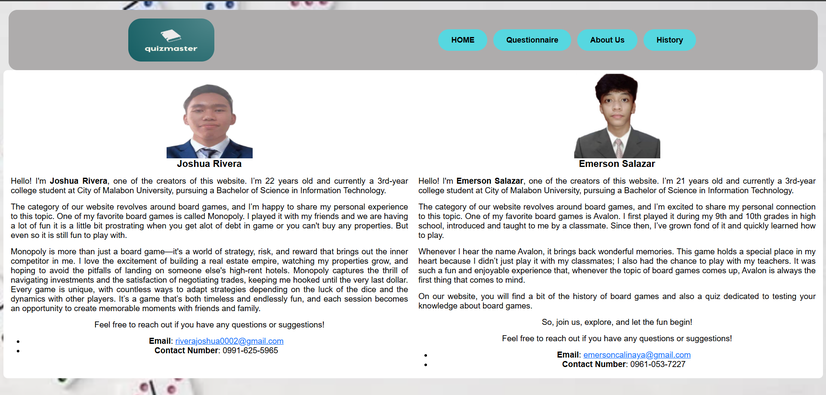 quizmaster
HOME
Questionnaire
About Us
History
Joshua Rivera
Hello! I'm Joshua Rivera, one of the creators of this website. I'm 22 years old and currently a 3rd-year
college student at City of Malabon University, pursuing a Bachelor of Science in Information Technology.
The category of our website revolves around board games, and I'm happy to share my personal experience
to this topic. One of my favorite board games is called Monopoly. I played it with my friends and we are having
a lot of fun it is a little bit prostrating when you get alot of debt in game or you can't buy any properties. But
even so it is still fun to play with.
Monopoly is more than just a board game—it's a world of strategy, risk, and reward that brings out the inner
competitor in me. I love the excitement of building a real estate empire, watching my properties grow, and
hoping to avoid the pitfalls of landing on someone else's high-rent hotels. Monopoly captures the thrill of
navigating investments and the satisfaction of negotiating trades, keeping me hooked until the very last dollar.
Every game is unique, with countless ways to adapt strategies depending on the luck of the dice and the
dynamics with other players. It's a game that's both timeless and endlessly fun, and each session becomes
an opportunity to create memorable moments with friends and family.
Feel free to reach out if you have any questions or suggestions!
Email: riverajoshua0002@gmail.com
Contact Number: 0991-625-5965
Emerson Salazar
Hello! I'm Emerson Salazar, one of the creators of this website. I'm 21 years old and currently a 3rd-year
college student at City of Malabon University, pursuing a Bachelor of Science in Information Technology.
The category of our website revolves around board games, and I'm excited to share my personal connection
to this topic. One of my favorite board games is Avalon. I first played it during my 9th and 10th grades in high
school, introduced and taught to me by a classmate. Since then, I've grown fond of it and quickly learned how
to play.
Whenever I hear the name Avalon, it brings back wonderful memories. This game holds a special place in my
heart because I didn't just play it with my classmates; I also had the chance to play with my teachers. It was
such a fun and enjoyable experience that, whenever the topic of board games comes up, Avalon is always the
first thing that comes to mind.
On our website, you will find a bit of the history of board games and also a quiz dedicated to testing your
knowledge about board games.
So, join us, explore, and let the fun begin!
Feel free to reach out if you have any questions or suggestions!
Email: emersoncalinaya@gmail.com
Contact Number: 0961-053-7227